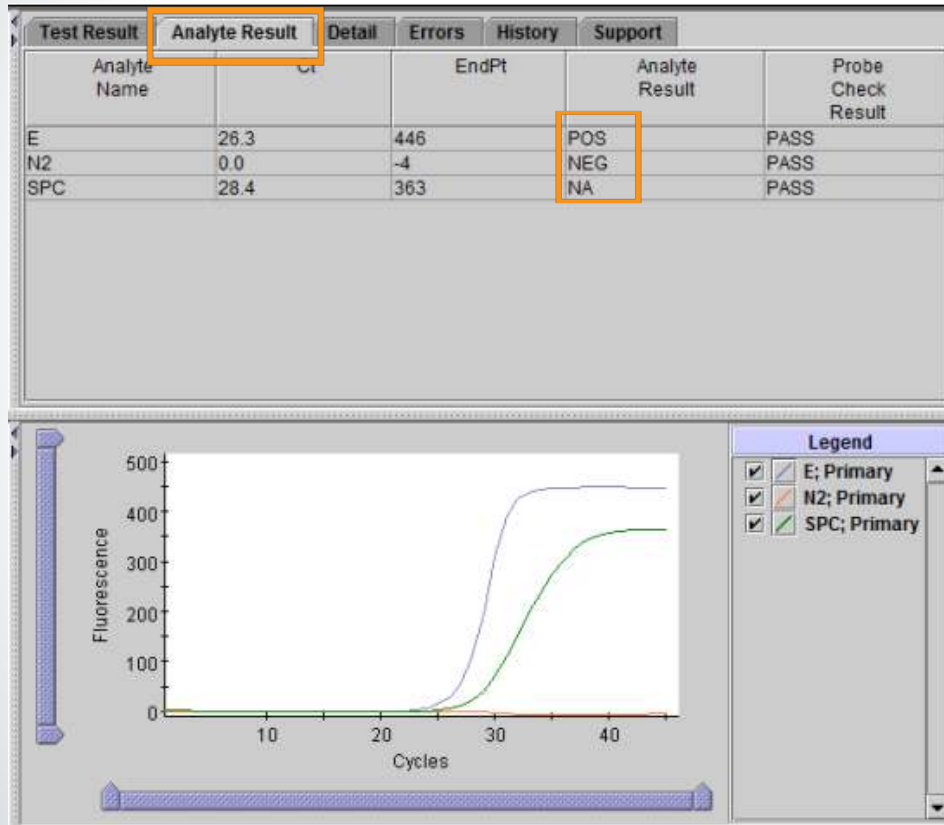 Test Result Analyte Result Detail Errors History Support
Analyte Name Ct EndPt Analyte Result Probe Check Result
E 26.3 446 POS PASS
N2 0.0 -4 NEG PASS
SPC 28.4 363 NA PASS
Legend
E; Primary
N2; Primary
SPC; Primary
500
400
300
200
100
0
Fluorescence
10 20 30 40
Cycles